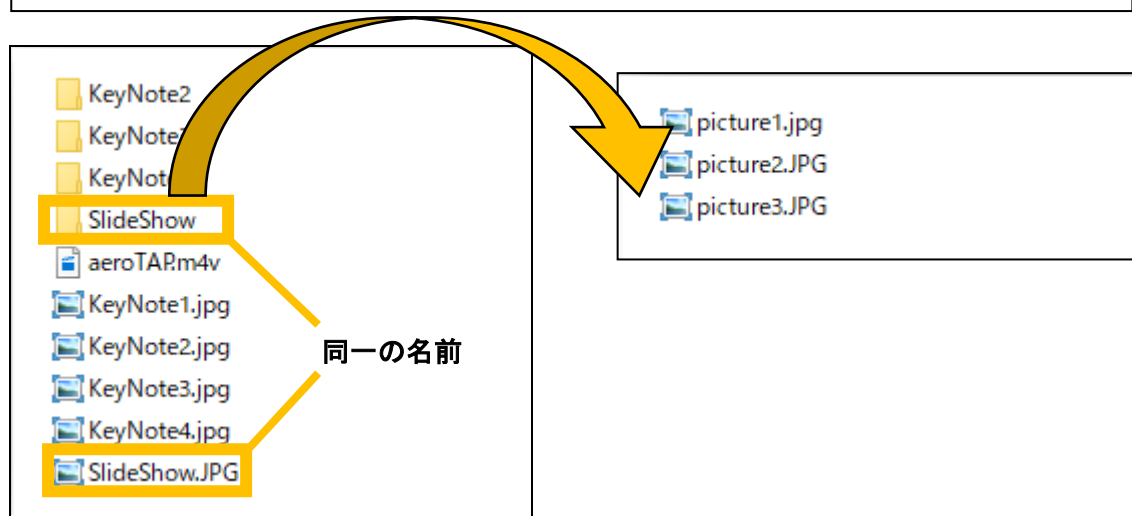 KeyNote2
KeyNote
KeyNot
SlideShow
aeroTAP.m4v
KeyNote1.jpg
KeyNote2.jpg
KeyNote3.jpg
KeyNote4.jpg
SlideShow.JPG
同一の名前
picture1.jpg
picture2.JPG
picture3.JPG